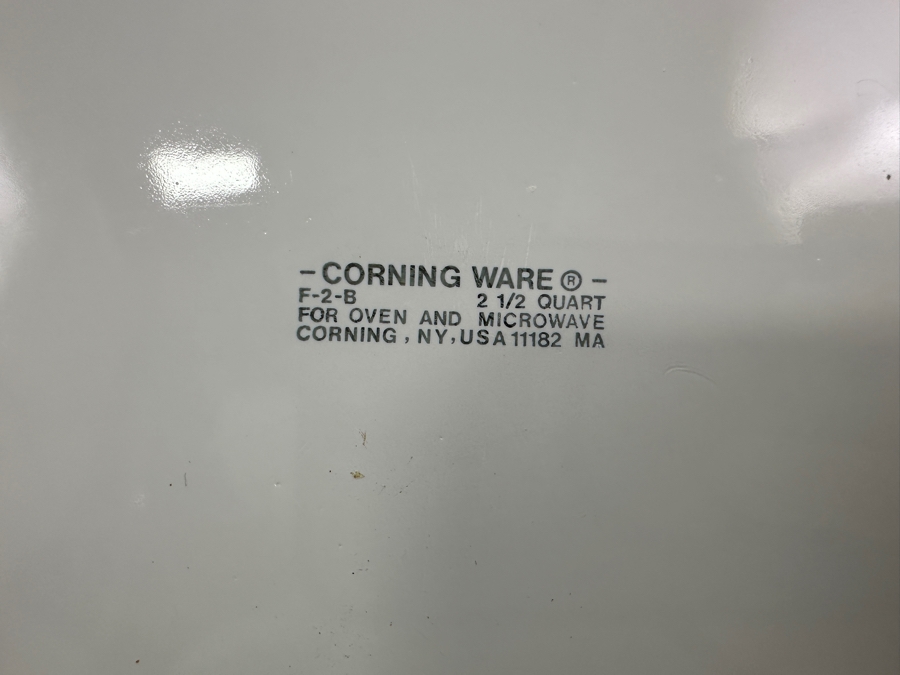 -CORNING WARE® -
F-2-B 2 1/2 QUART
FOR OVEN AND MICROWAVE
CORNING , NY, USA 11182 MA